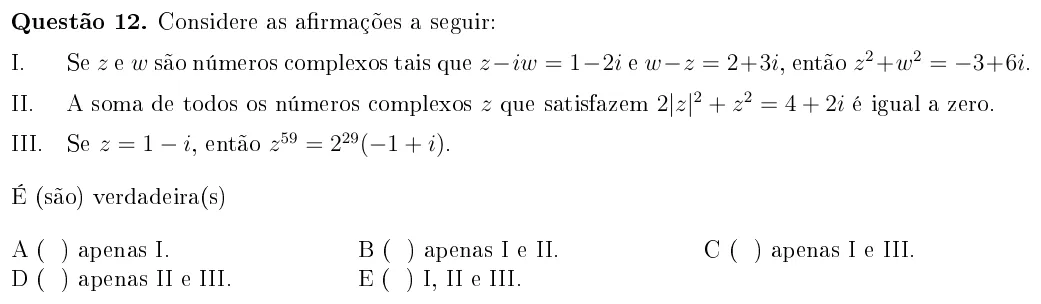 Questão 12. Considere as afirmações a seguir:
I. Se z e w são números complexos tais que z−iw = 1−2i e w−z = 2+3i, então z²+w² = −3+6i.
II. A soma de todos os números complexos z que satisfazem 2|z|² + z² = 4 + 2i é igual a zero.
III. Se z = 1 − i, então z⁵⁹ = 2²⁹(−1 + i).
É (são) verdadeira(s)
A ( ) apenas I. B ( ) apenas I e II. C ( ) apenas I e III.
D ( ) apenas II e III. E ( ) I, II e III.